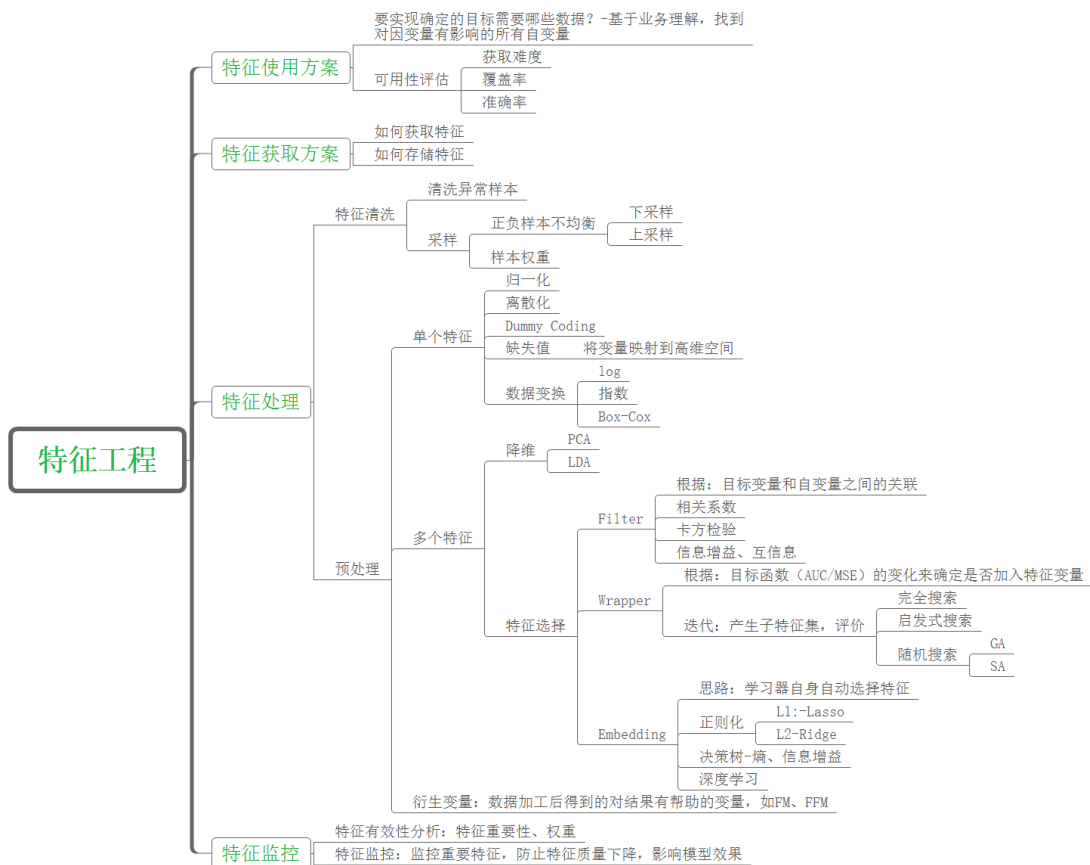 要实现确定的目标需要哪些数据？-基于业务理解，找到
对因变量有影响的所有自变量
特征使用方案
可用性评估
获取难度
覆盖率
准确率
特征获取方案
如何获取特征
如何存储特征
特征清洗
清洗异常样本
采样
正负样本不均衡
下采样
上采样
样本权重
特征处理
单个特征
归一化
离散化
Dummy Coding
缺失值
将变量映射到高维空间
数据变换
log
指数
Box-Cox
特征工程
预处理
多个特征
降维
PCA
LDA
特征选择
Filter
根据：目标变量和自变量之间的关联
相关系数
卡方检验
信息增益、互信息
Wrapper
根据：目标函数（AUC/MSE）的变化来确定是否加入特征变量
迭代：产生子特征集，评价
完全搜索
启发式搜索
随机搜索
GA
SA
Embedding
思路：学习器自身自动选择特征
正则化
L1:-Lasso
L2-Ridge
决策树-熵、信息增益
深度学习
衍生变量：数据加工后得到的对结果有帮助的变量，如FM、FFM
特征监控
特征有效性分析：特征重要性、权重
特征监控：监控重要特征，防止特征质量下降，影响模型效果